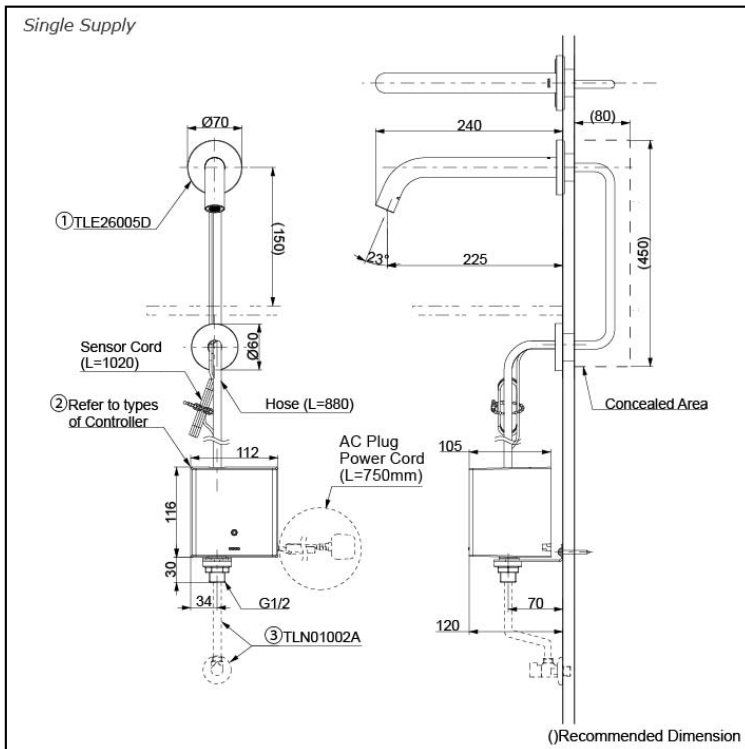 Single Supply
(80)
Ø70
240
①TLE26005D
(150)
(450)
23°
225
Ø60
Sensor Cord
(L=1020)
Hose (L=880)
Concealed Area
②Refer to types
of Controller
112
AC Plug
Power Cord
(L=750mm)
105
116
30
34
G1/2
70
120
③TLN01002A
()Recommended Dimension